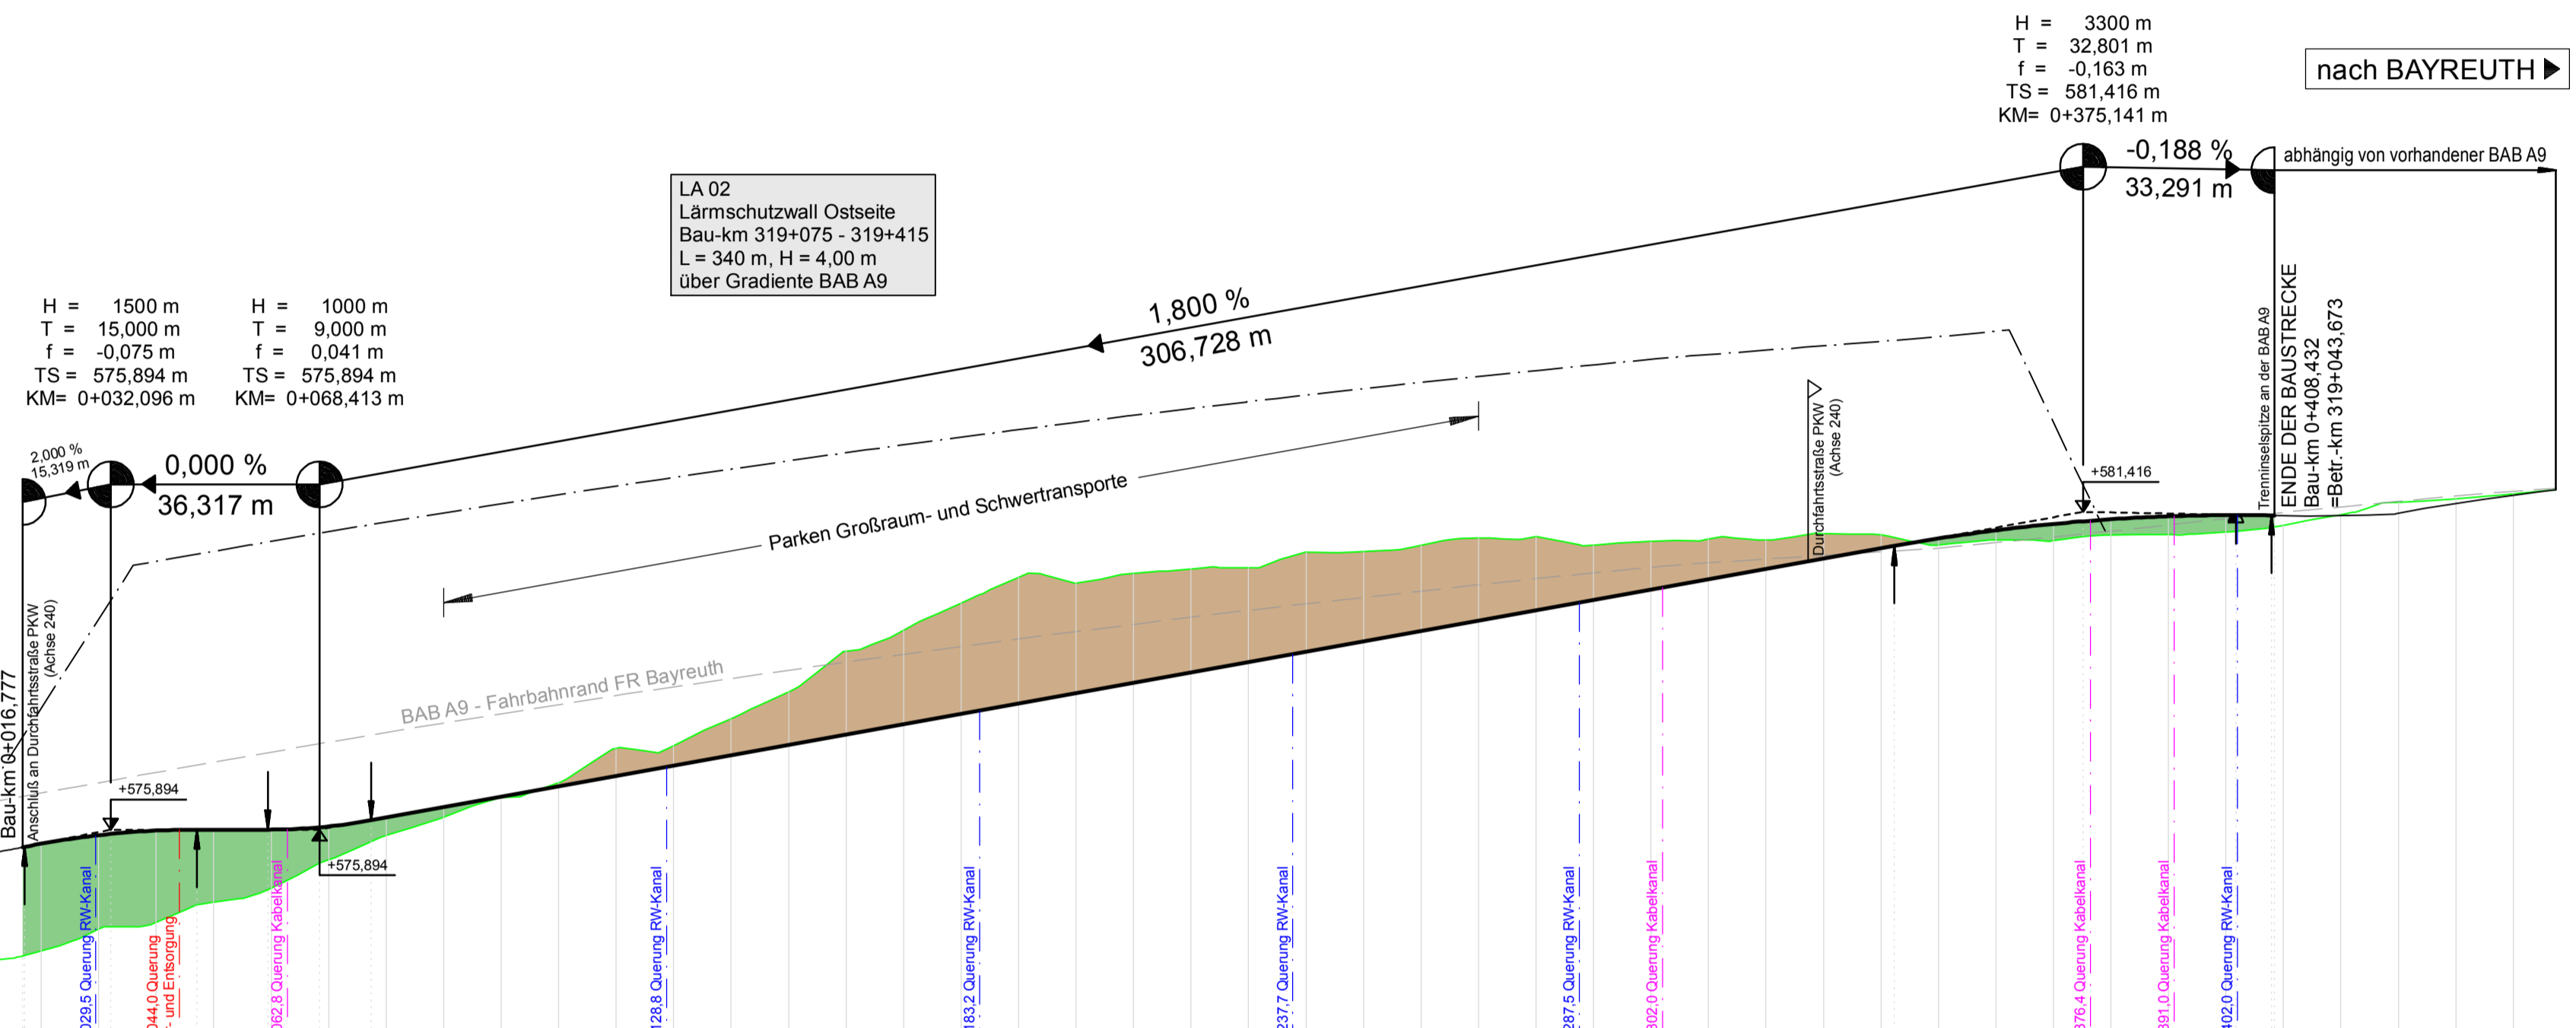 H = 3300 m
T = 32,801 m
f = -0,163 m
TS = 581,416 m
KM= 0+375,141 m
nach BAYREUTH
-0,188 %
33,291 m
abhängig von vorhandener BAB A9
LA 02
Lärmschutzwall Ostseite
Bau-km 319+075 - 319+415
L = 340 m, H = 4,00 m
über Gradiente BAB A9
H = 1500 m
T = 15,000 m
f = -0,075 m
TS = 575,894 m
KM= 0+032,096 m
H = 1000 m
T = 9,000 m
f = 0,041 m
TS = 575,894 m
KM= 0+068,413 m
1,800 %
306,728 m
2,000 %
15,319 m
0,000 %
36,317 m
Parken Großraum- und Schwertransporte
Durchfahrtsstraße PKW
(Achse 240)
+581,416
Trenninselspitze an der BAB A9
ENDE DER BAUSTRECKE
Bau-km 0+408,432
=Betr.-km 319+043,673
BAB A9 - Fahrbahnrand FR Bayreuth
Bau-km 0+016,777
Anschluß an Durchfahrtsstraße PKW
(Achse 240)
+575,894
+575,894
029,5 Querung RW-Kanal
044,0 Querung
- und Entsorgung
062,8 Querung Kabelkanal
128,8 Querung RW-Kanal
183,2 Querung RW-Kanal
237,7 Querung RW-Kanal
287,5 Querung RW-Kanal
302,0 Querung Kabelkanal
376,4 Querung Kabelkanal
391,0 Querung Kabelkanal
402,0 Querung RW-Kanal